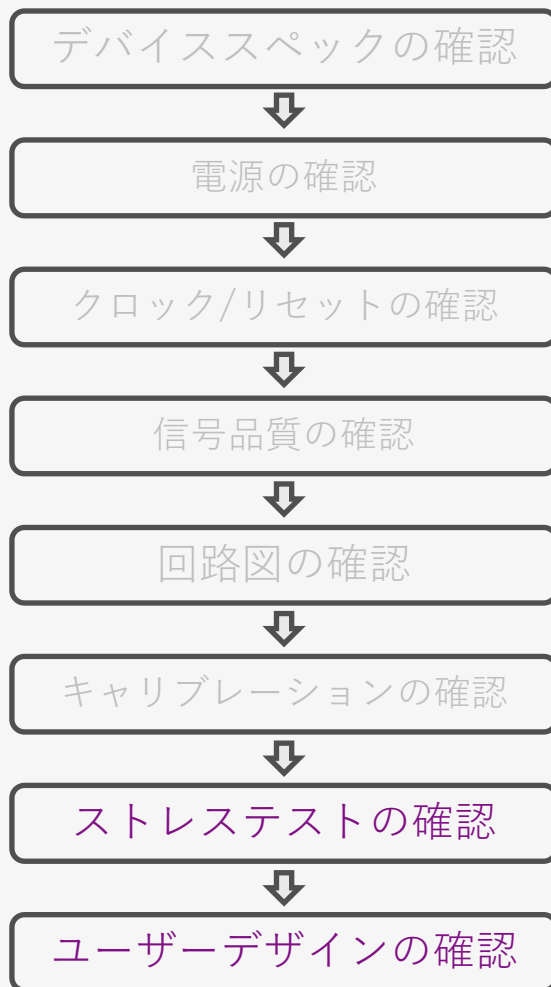 デバイススペックの確認
電源の確認
クロック/リセットの確認
信号品質の確認
回路図の確認
キャリブレーションの確認
ストレステストの確認
ユーザーデザインの確認